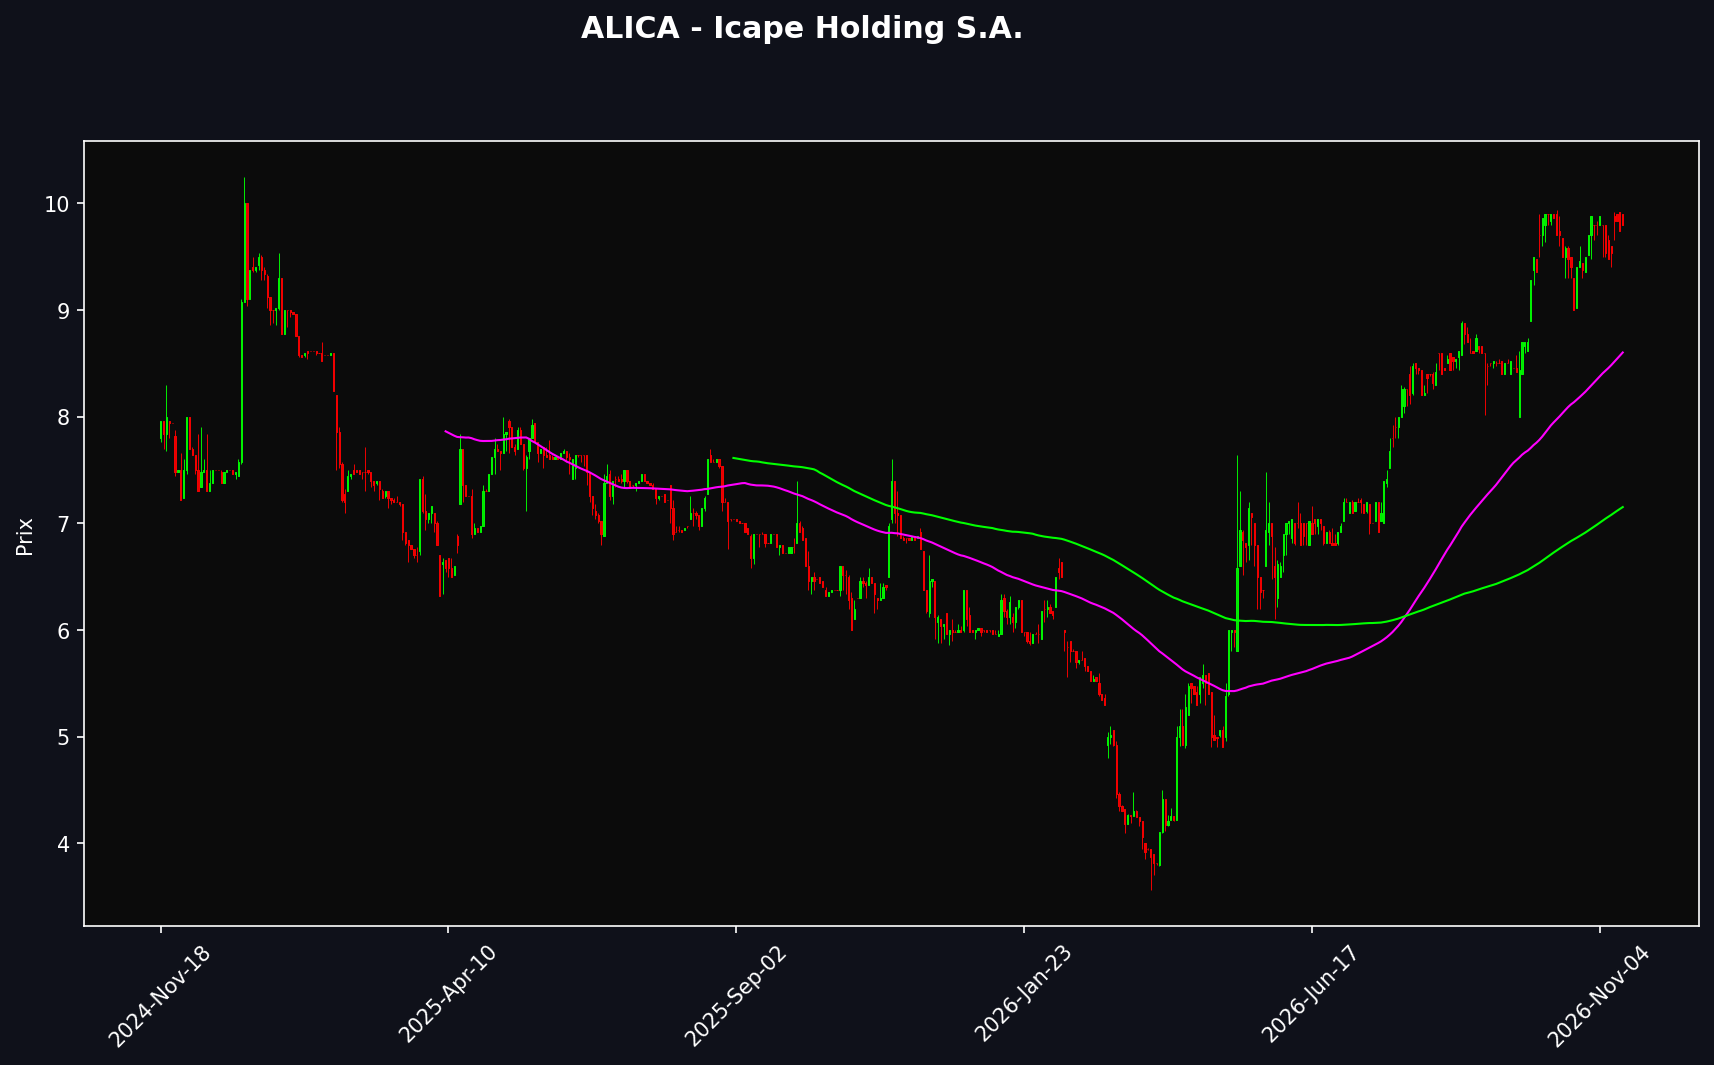 ALICA - Icape Holding S.A.
Prix
10
9
8
7
6
5
4
2024-Nov-18
2025-Apr-10
2025-Sep-02
2026-Jan-23
2026-Jun-17
2026-Nov-04